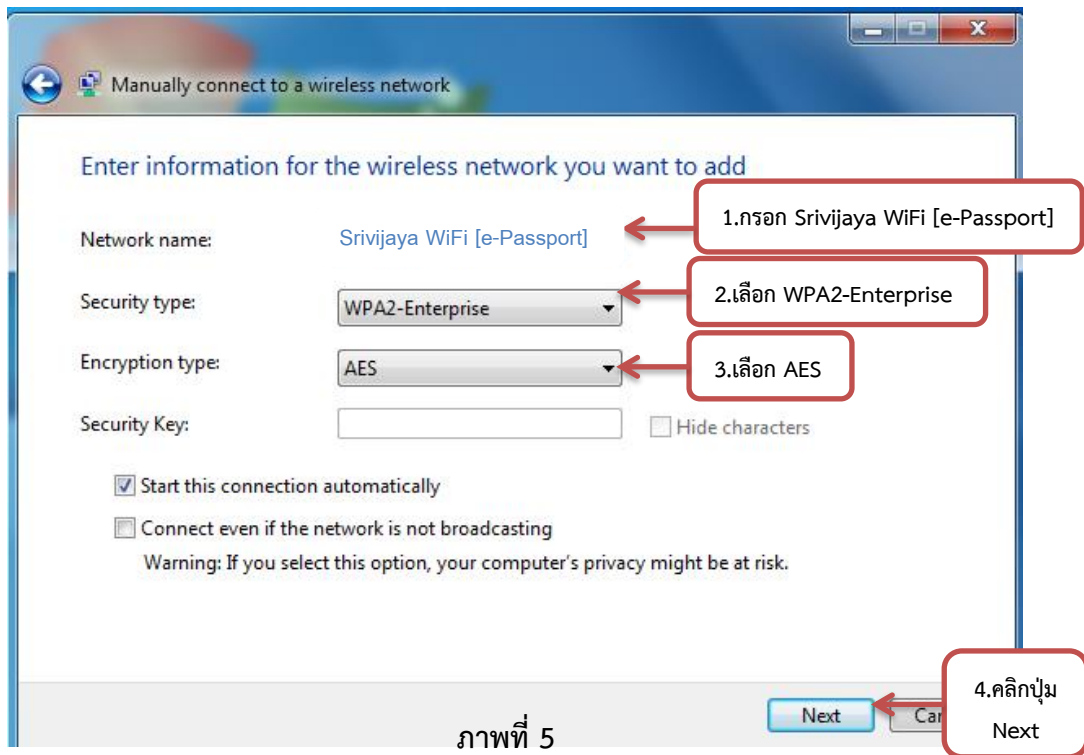 Manually connect to a wireless network
Enter information for the wireless network you want to add
1.กรอก Srivijaya WiFi [e-Passport]
Network name:
Srivijaya WiFi [e-Passport]
2.เลือก WPA2-Enterprise
Security type:
WPA2-Enterprise
Encryption type:
AES
3.เลือก AES
Security Key:
Hide characters
Start this connection automatically
Connect even if the network is not broadcasting
Warning: If you select this option, your computer's privacy might be at risk.
4.คลิกปุ่ม
Next
Next
ภาพที่ 5